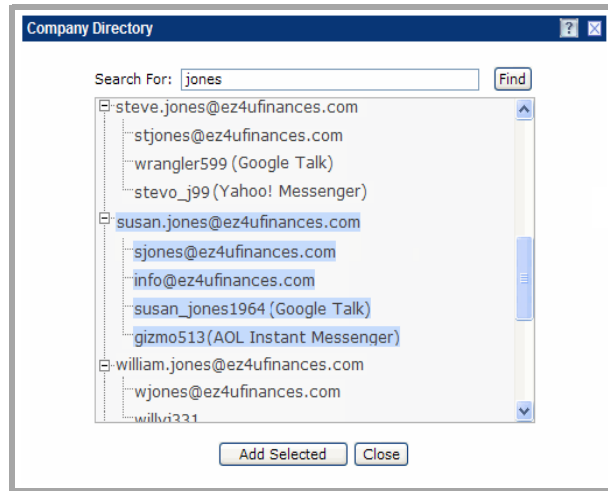 Company Directory
Search For: jones Find
steve.jones@ez4ufinances.com
stjones@ez4ufinances.com
wrangler599 (Google Talk)
stevo_j99 (Yahoo! Messenger)
susan.jones@ez4ufinances.com
sjones@ez4ufinances.com
info@ez4ufinances.com
susan_jones1964 (Google Talk)
gizmo513(AOL Instant Messenger)
william.jones@ez4ufinances.com
wjones@ez4ufinances.com
willyj331
Add Selected Close